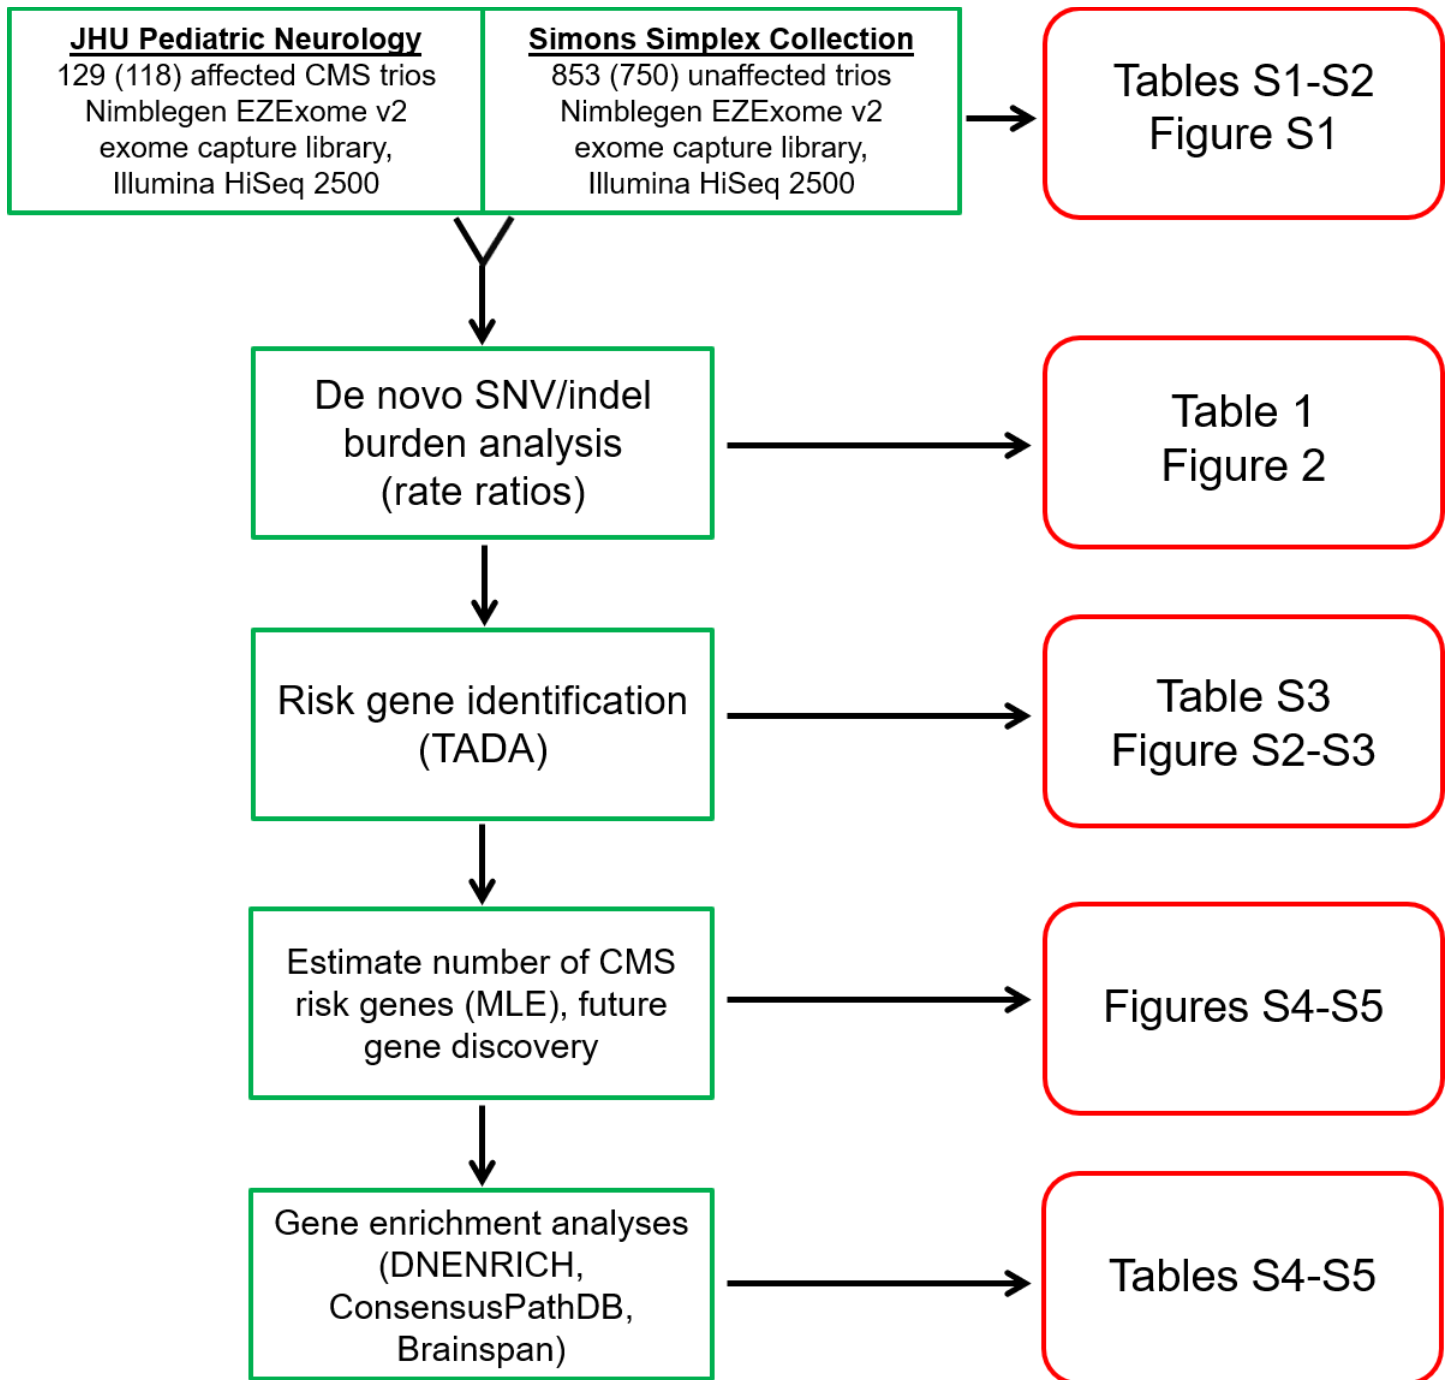 JHU Pediatric Neurology
129 (118) affected CMS trios
Nimblegen EZExome v2
exome capture library,
Illumina HiSeq 2500
Simons Simplex Collection
853 (750) unaffected trios
Nimblegen EZExome v2
exome capture library,
Illumina HiSeq 2500
Tables S1-S2
Figure S1
De novo SNV/indel
burden analysis
(rate ratios)
Table 1
Figure 2
Risk gene identification
(TADA)
Table S3
Figure S2-S3
Estimate number of CMS
risk genes (MLE), future
gene discovery
Figures S4-S5
Gene enrichment analyses
(DNENRICH,
ConsensusPathDB,
Brainspan)
Tables S4-S5